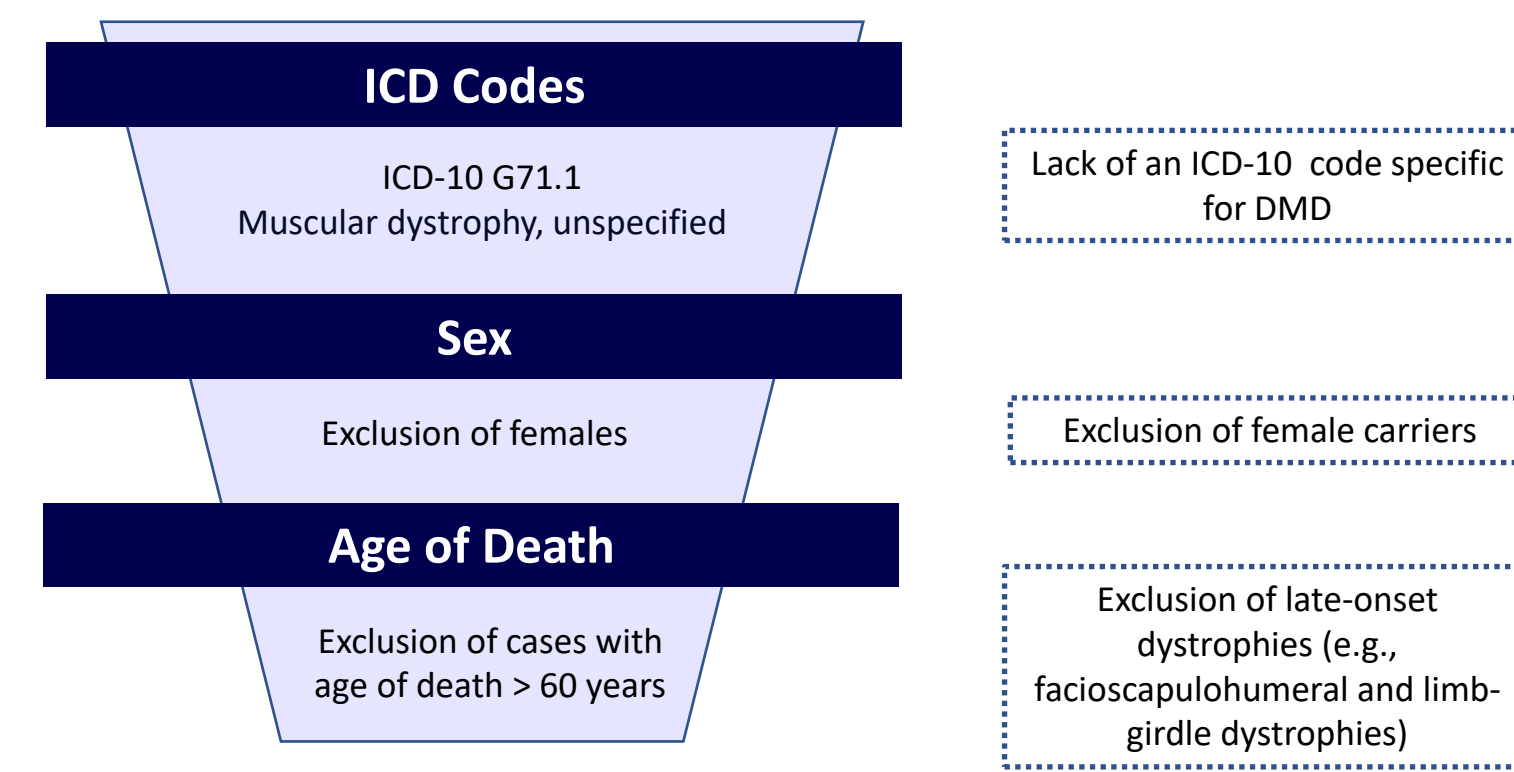 ICD Codes
ICD-10 G71.1
Muscular dystrophy, unspecified
Lack of an ICD-10 code specific
for DMD
Sex
Exclusion of females
Exclusion of female carriers
Age of Death
Exclusion of cases with
age of death > 60 years
Exclusion of late-onset
dystrophies (e.g.,
facioscapulohumeral and limb-
girdle dystrophies)